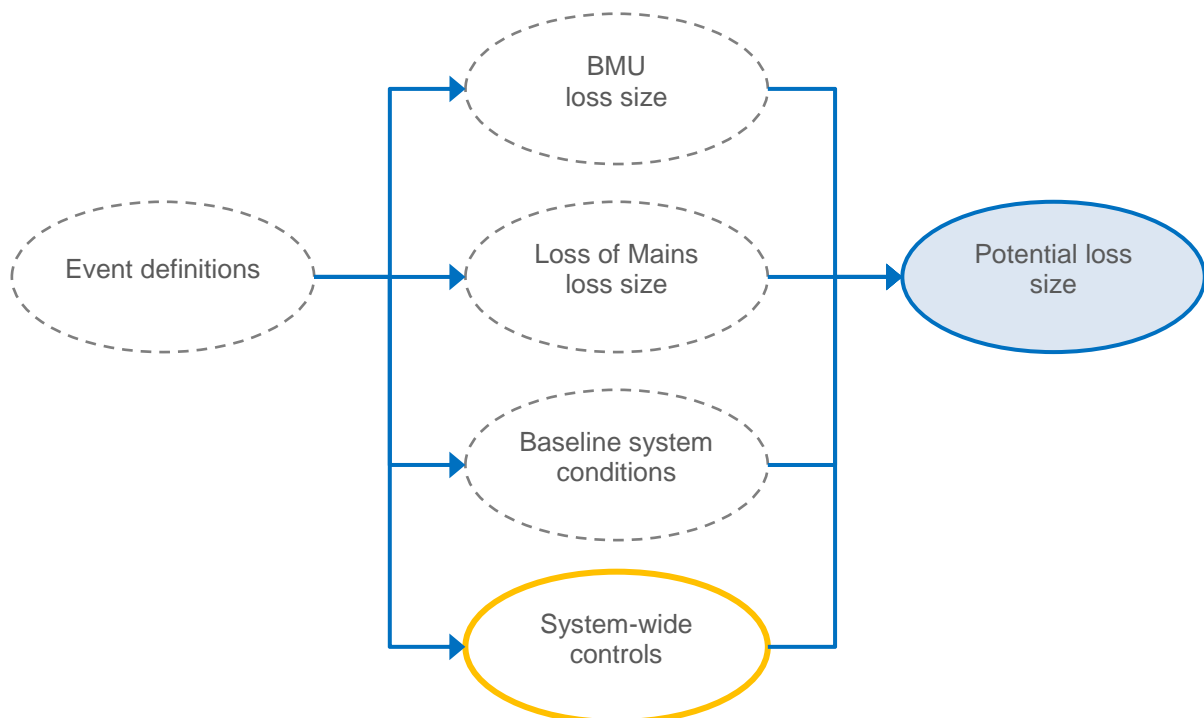 BMU
loss size
Event definitions
Loss of Mains
loss size
Potential loss
size
Baseline system
conditions
System-wide
controls